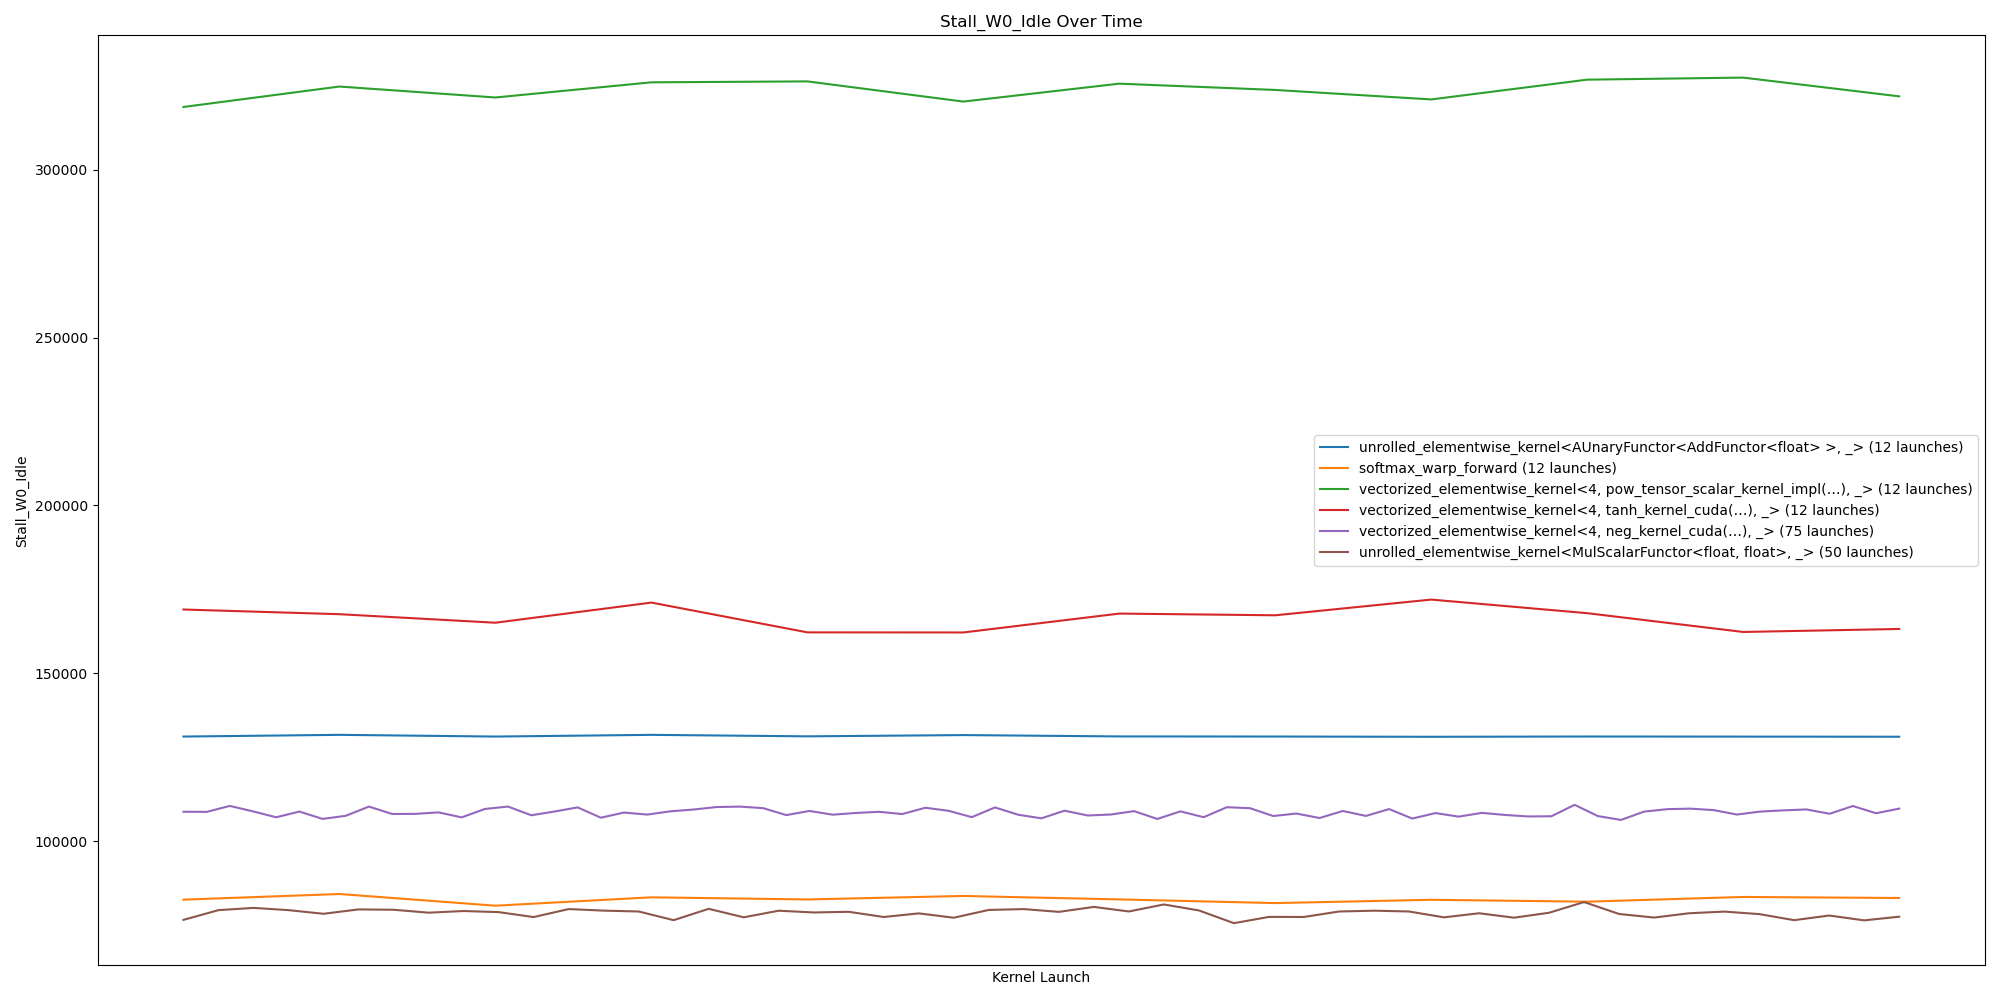 Stall_W0_Idle Over Time
Stall_W0_Idle
300000
250000
200000
150000
100000
unrolled_elementwise_kernel<AUnaryFunctor<AddFunctor<float> >, _> (12 launches)
softmax_warp_forward (12 launches)
vectorized_elementwise_kernel<4, pow_tensor_scalar_kernel_impl(...), _> (12 launches)
vectorized_elementwise_kernel<4, tanh_kernel_cuda(...), _> (12 launches)
vectorized_elementwise_kernel<4, neg_kernel_cuda(...), _> (75 launches)
unrolled_elementwise_kernel<MulScalarFunctor<float, float>, _> (50 launches)
Kernel Launch